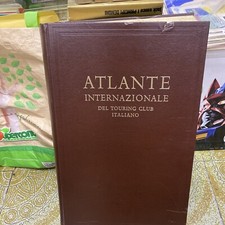 ATLANTE
INTERNAZIONALE
DEL TOURING CLUB
ITALIANO